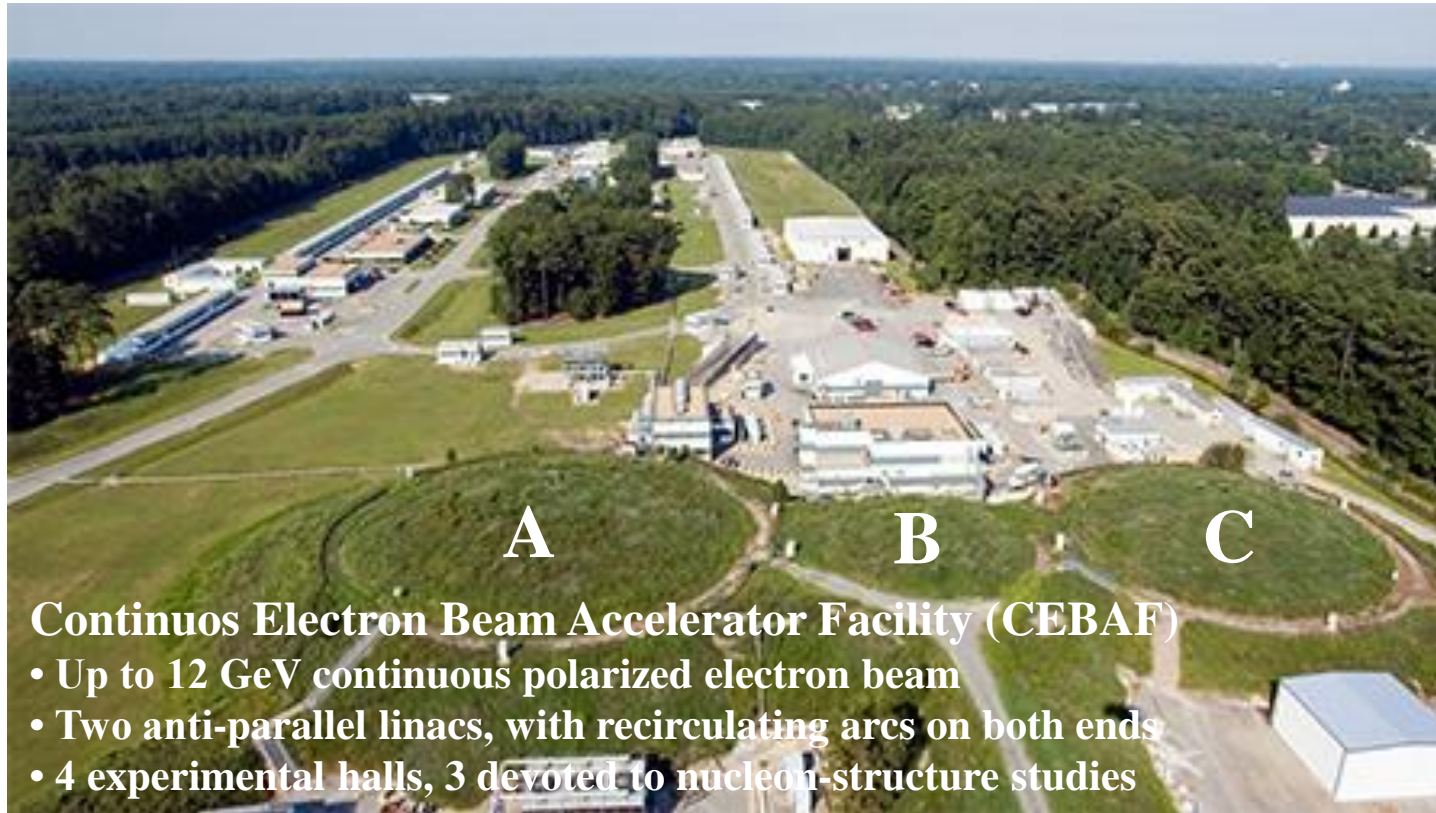 A B C
Continuos Electron Beam Accelerator Facility (CEBAF)
• Up to 12 GeV continuous polarized electron beam
• Two anti-parallel linacs, with recirculating arcs on both ends
• 4 experimental halls, 3 devoted to nucleon-structure studies